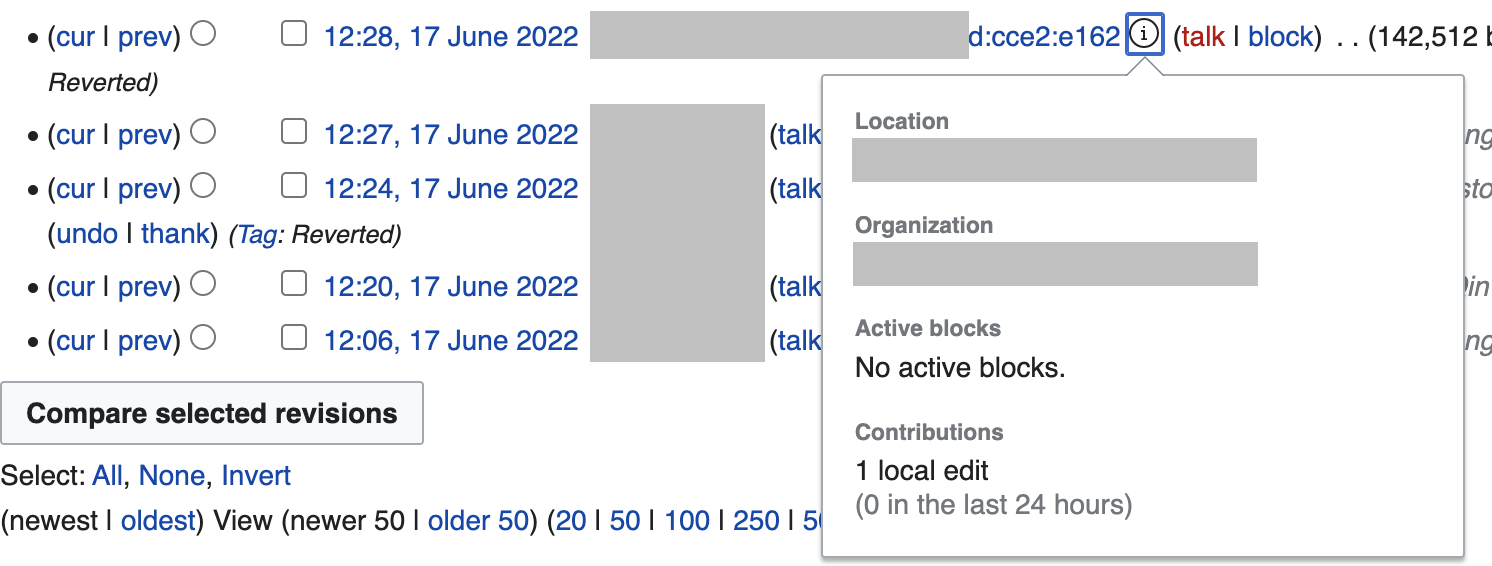 • (cur | prev) 12:28, 17 June 2022 d:cce2:e162 (talk | block) . . (142,512 b
Reverted)
• (cur | prev) 12:27, 17 June 2022 (talk
• (cur | prev) 12:24, 17 June 2022 (talk
(undo | thank) (Tag: Reverted)
• (cur | prev) 12:20, 17 June 2022 (talk
• (cur | prev) 12:06, 17 June 2022 (talk
Compare selected revisions
Select: All, None, Invert
(newest | oldest) View (newer 50 | older 50) (20 | 50 | 100 | 250 |
Location
Organization
Active blocks
No active blocks.
Contributions
1 local edit
(0 in the last 24 hours)